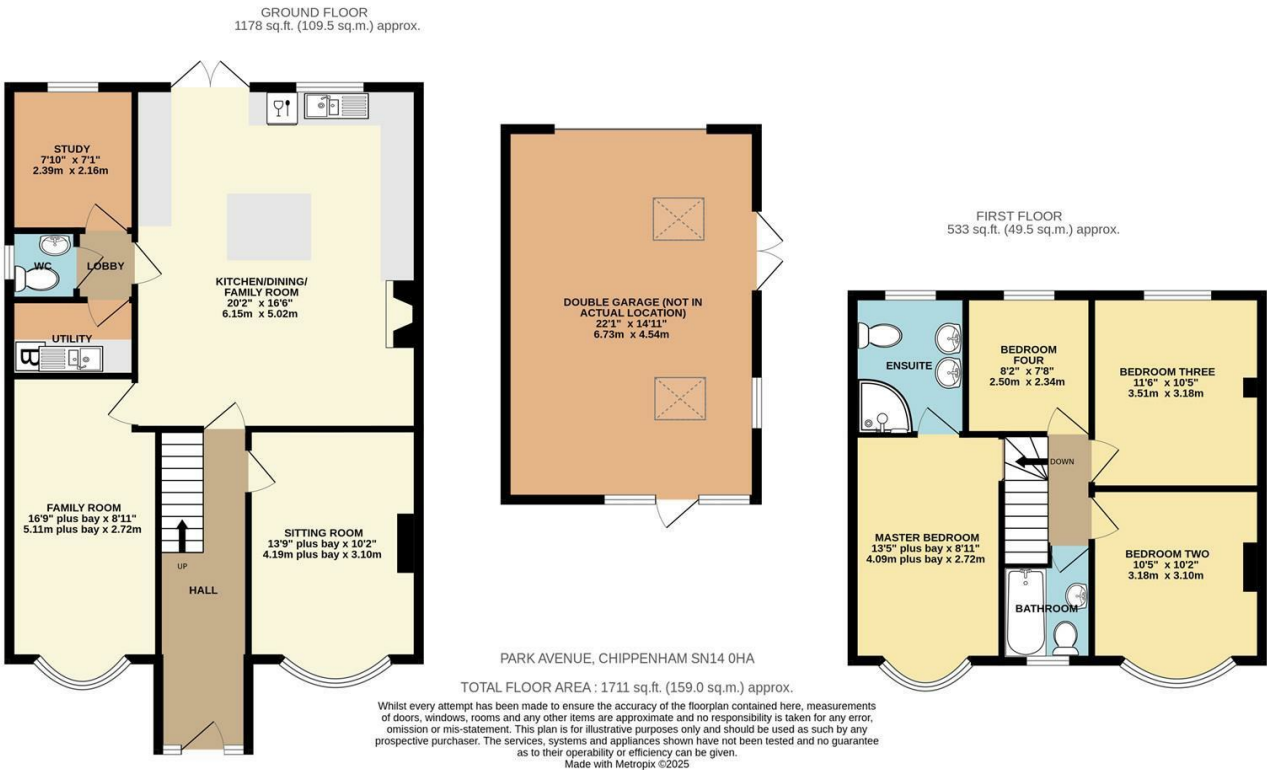 GROUND FLOOR
1178 sq.ft. (109.5 sq.m.) approx.
STUDY
7'10" x 7'1"
2.39m x 2.16m
WC
LOBBY
UTILITY
B
KITCHEN/DINING/
FAMILY ROOM
20'2" x 16'6"
6.15m x 5.02m
FAMILY ROOM
16'9" plus bay x 8'11"
5.11m plus bay x 2.72m
UP
HALL
SITTING ROOM
13'9" plus bay x 10'2"
4.19m plus bay x 3.10m
DOUBLE GARAGE (NOT IN
ACTUAL LOCATION)
22'1" x 14'11"
6.73m x 4.54m
FIRST FLOOR
533 sq.ft. (49.5 sq.m.) approx.
ENSUITE
BEDROOM
FOUR
8'2" x 7'8"
2.50m x 2.34m
BEDROOM THREE
11'6" x 10'5"
3.51m x 3.18m
DOWN
MASTER BEDROOM
13'5" plus bay x 8'11"
4.09m plus bay x 2.72m
BEDROOM TWO
10'5" x 10'2"
3.18m x 3.10m
BATHROOM
PARK AVENUE, CHIPPENHAM SN14 0HA
TOTAL FLOOR AREA : 1711 sq.ft. (159.0 sq.m.) approx.
Whilst every attempt has been made to ensure the accuracy of the floorplan contained here, measurements
of doors, windows, rooms and any other items are approximate and no responsibility is taken for any error,
omission or mis-statement. This plan is for illustrative purposes only and should be used as such by any
prospective purchaser. The services, systems and appliances shown have not been tested and no guarantee
as to their operability or efficiency can be given.
Made with Metropix ©2025